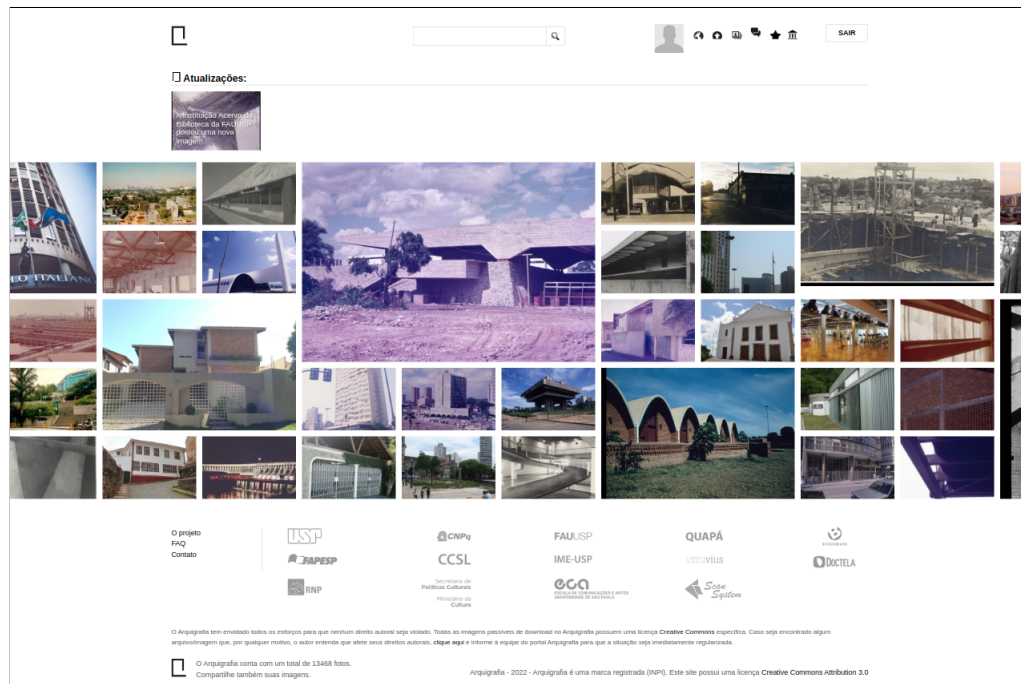 SAIR
Atualizações:
A instituição Acervo da
Biblioteca da FAUUSP
postou uma nova
imagem.
EO ITALIAN
O projeto
FAQ
Contato
USP
CNPq
FAUUSP
QUAPÁ
FAPESP
CCSL
IME-USP
vitruvius
DOCTELA
RNP
Secretaria de
Políticas Culturais
Ministério da
Cultura
eca
ESCOLA DE COMUNICAÇÕES E ARTES
UNIVERSIDADE DE SÃO PAULO
Scan
System
O Arquigrafia tem envidado todos os esforços para que nenhum direito autoral seja violado. Todas as imagens passíveis de download no Arquigrafia possuem uma licença Creative Commons específica. Caso seja encontrado algum
arquivo/imagem que, por qualquer motivo, o autor entenda que afete seus direitos autorais, clique aqui e informe à equipe do portal Arquigrafia para que a situação seja imediatamente regularizada.
O Arquigrafia conta com um total de 13468 fotos.
Compartilhe também suas imagens.
Arquigrafia - 2022 - Arquigrafia é uma marca registrada (INPI). Este site possui uma licença Creative Commons Attribution 3.0